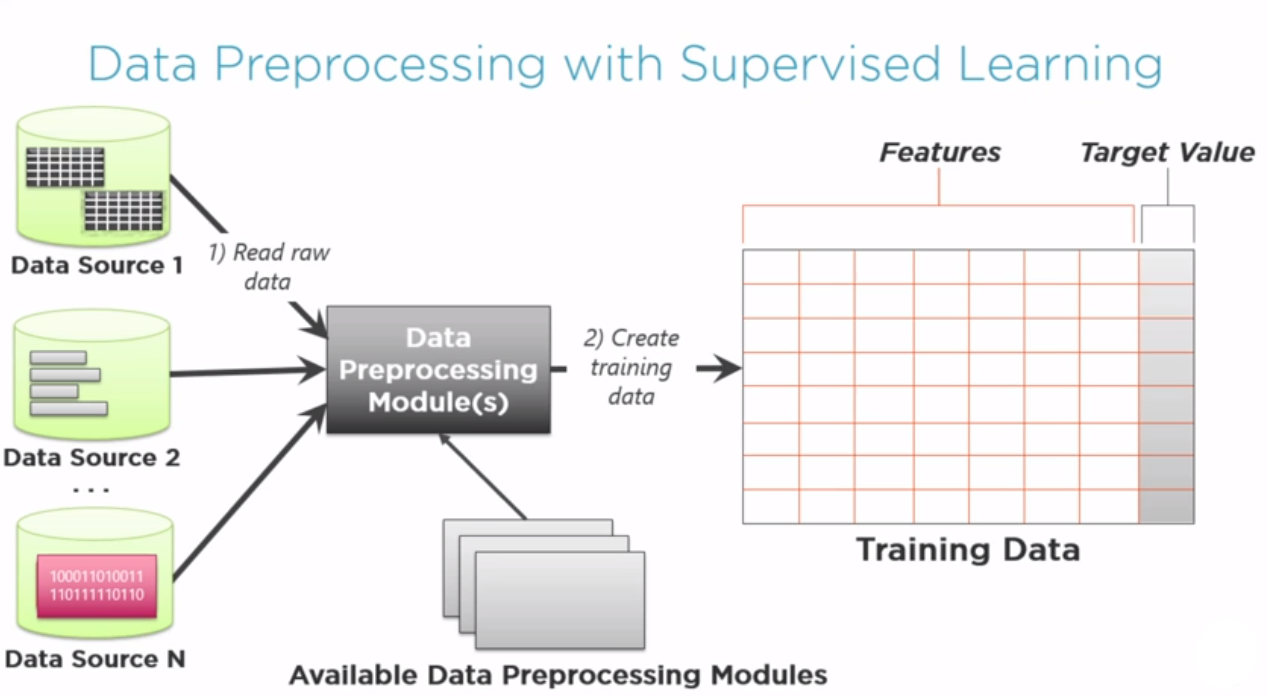 Data Preprocessing with Supervised Learning
Features
Target Value
Data Source 1
1) Read raw
data
Data
Preprocessing
Module(s)
2) Create
training
data
Data Source 2
...
100011010011
110111110110
Data Source N
Training Data
Available Data Preprocessing Modules